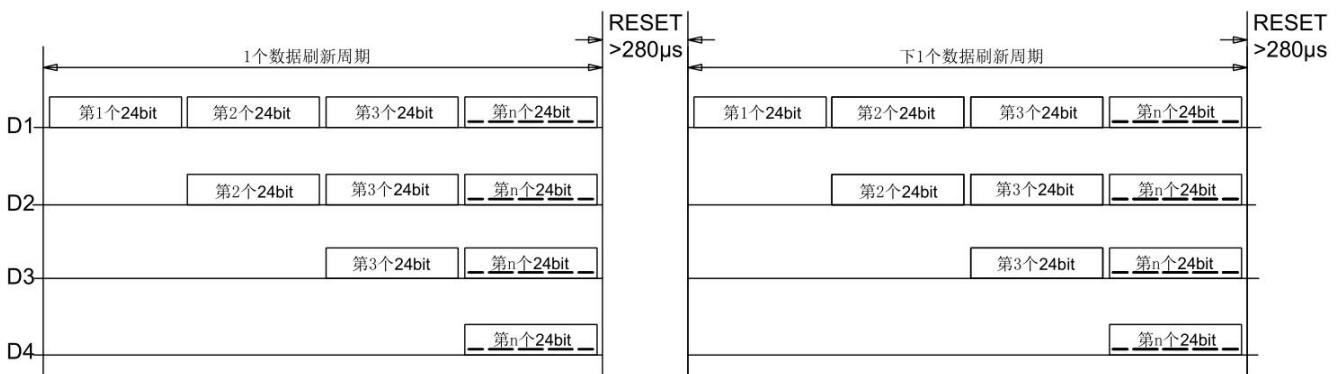 RESET
>280μs
RESET
>280μs
1个数据刷新周期
下1个数据刷新周期
D1 第1个24bit 第2个24bit 第3个24bit 第n个24bit 第1个24bit 第2个24bit 第3个24bit 第n个24bit
D2 第2个24bit 第3个24bit 第n个24bit 第2个24bit 第3个24bit 第n个24bit
D3 第3个24bit 第n个24bit 第3个24bit 第n个24bit
D4 第n个24bit 第n个24bit